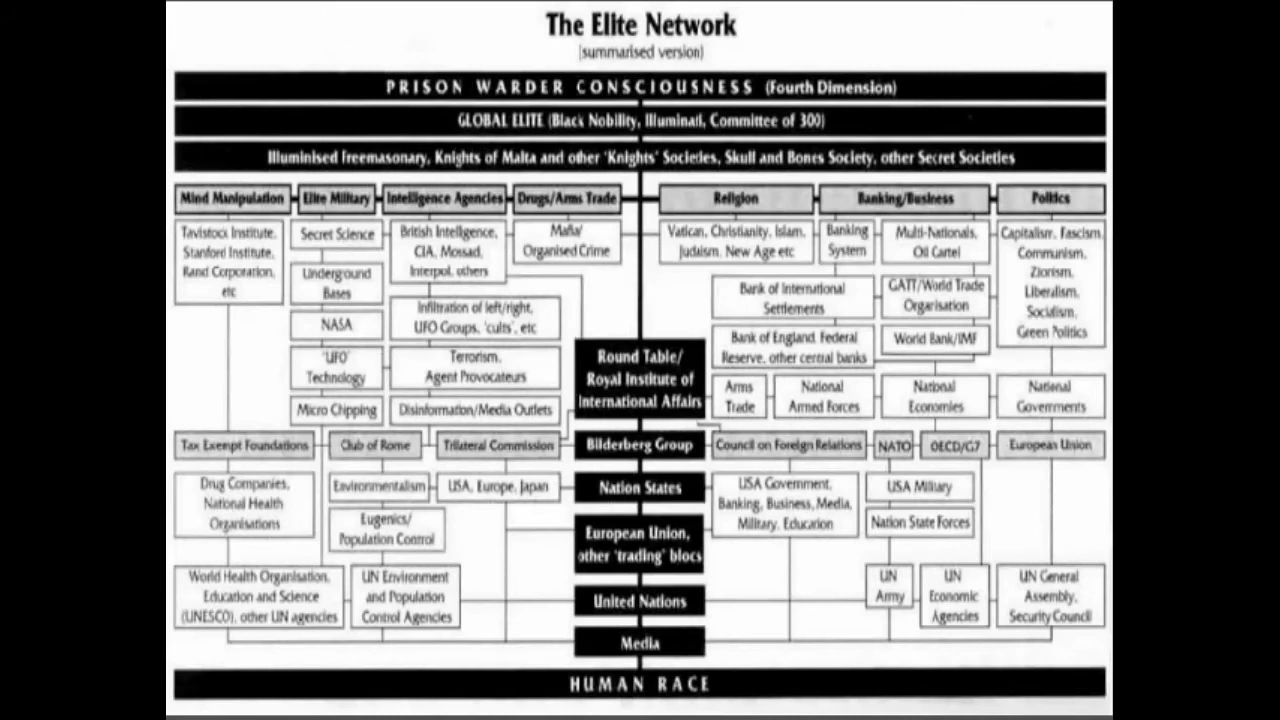 The Elite Network
(summarised version)
PRISON WARDER CONSCIOUSNESS (Fourth Dimension)
GLOBAL ELITE (Black Nobility, Illuminati, Committee of 300)
Illuminised Freemasonary, Knights of Malta and other 'Knights' Societies, Skull and Bones Society, other Secret Societies
Mind Manipulation
Elite Military
Intelligence Agencies
Drugs/Arms Trade
Religion
Banking/Business
Politics
Tavistock Institute,
Stanford Institute,
Rand Corporation,
etc
Secret Science
Underground
Bases
NASA
'UFO'
Technology
Micro Chipping
British Intelligence,
CIA, Mossad,
Interpol, others
Infiltration of left/right,
UFO Groups, 'cults', etc
Terrorism,
Agent Provocateurs
Disinformation/Media Outlets
Mafia/
Organised Crime
Vatican, Christianity, Islam,
Judaism, New Age etc
Banking
System
Multi-Nationals,
Oil Cartel
Capitalism, Fascism,
Communism,
Zionism,
Liberalism,
Socialism,
Green Politics
Bank of International
Settlements
GATT/World Trade
Organisation
Bank of England, Federal
Reserve, other central banks
World Bank/IMF
Round Table/
Royal Institute of
International Affairs
Arms
Trade
National
Armed Forces
National
Economies
National
Governments
Tax Exempt Foundations
Club of Rome
Trilateral Commission
Bilderberg Group
Council on Foreign Relations
NATO
OECD/G7
European Union
Drug Companies,
National Health
Organisations
Environmentalism
USA, Europe, Japan
Nation States
USA Government,
Banking, Business, Media,
Military, Education
USA Military
Eugenics/
Population Control
Nation State Forces
European Union,
other 'trading' blocs
World Health Organisation,
Education and Science
(UNESCO), other UN agencies
UN Environment
and Population
Control Agencies
United Nations
UN
Army
UN
Economic
Agencies
UN General
Assembly,
Security Council
Media
HUMAN RACE